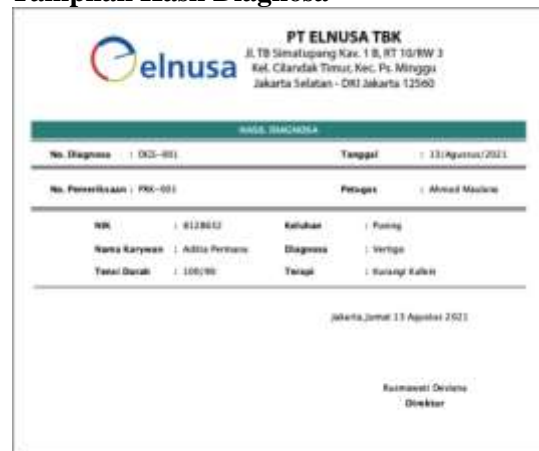 Tampilan Hasil Diagnosa
PT ELNUSA TBK
elnusa
Jl. TB Simatupang Kav. 1 B, RT 10/RW 3
Kel. Cilandak Timur, Kec. Ps. Minggu
Jakarta Selatan - DKI Jakarta 12560
HASIL DIAGNOSA
No. Diagnosa : DGS-001 Tanggal : 13/Agustus/2021
No. Pemeriksaan : PRK-001 Petugas : Ahmad Maulana
NIK : 8128632 Keluhan : Pusing
Nama Karyawan : Aditia Permana Diagnosa : Vertigo
Tensi Darah : 100/90 Terapi : Kurangi Kafein
Jakarta, Jumat 13 Agustus 2021
Direktur